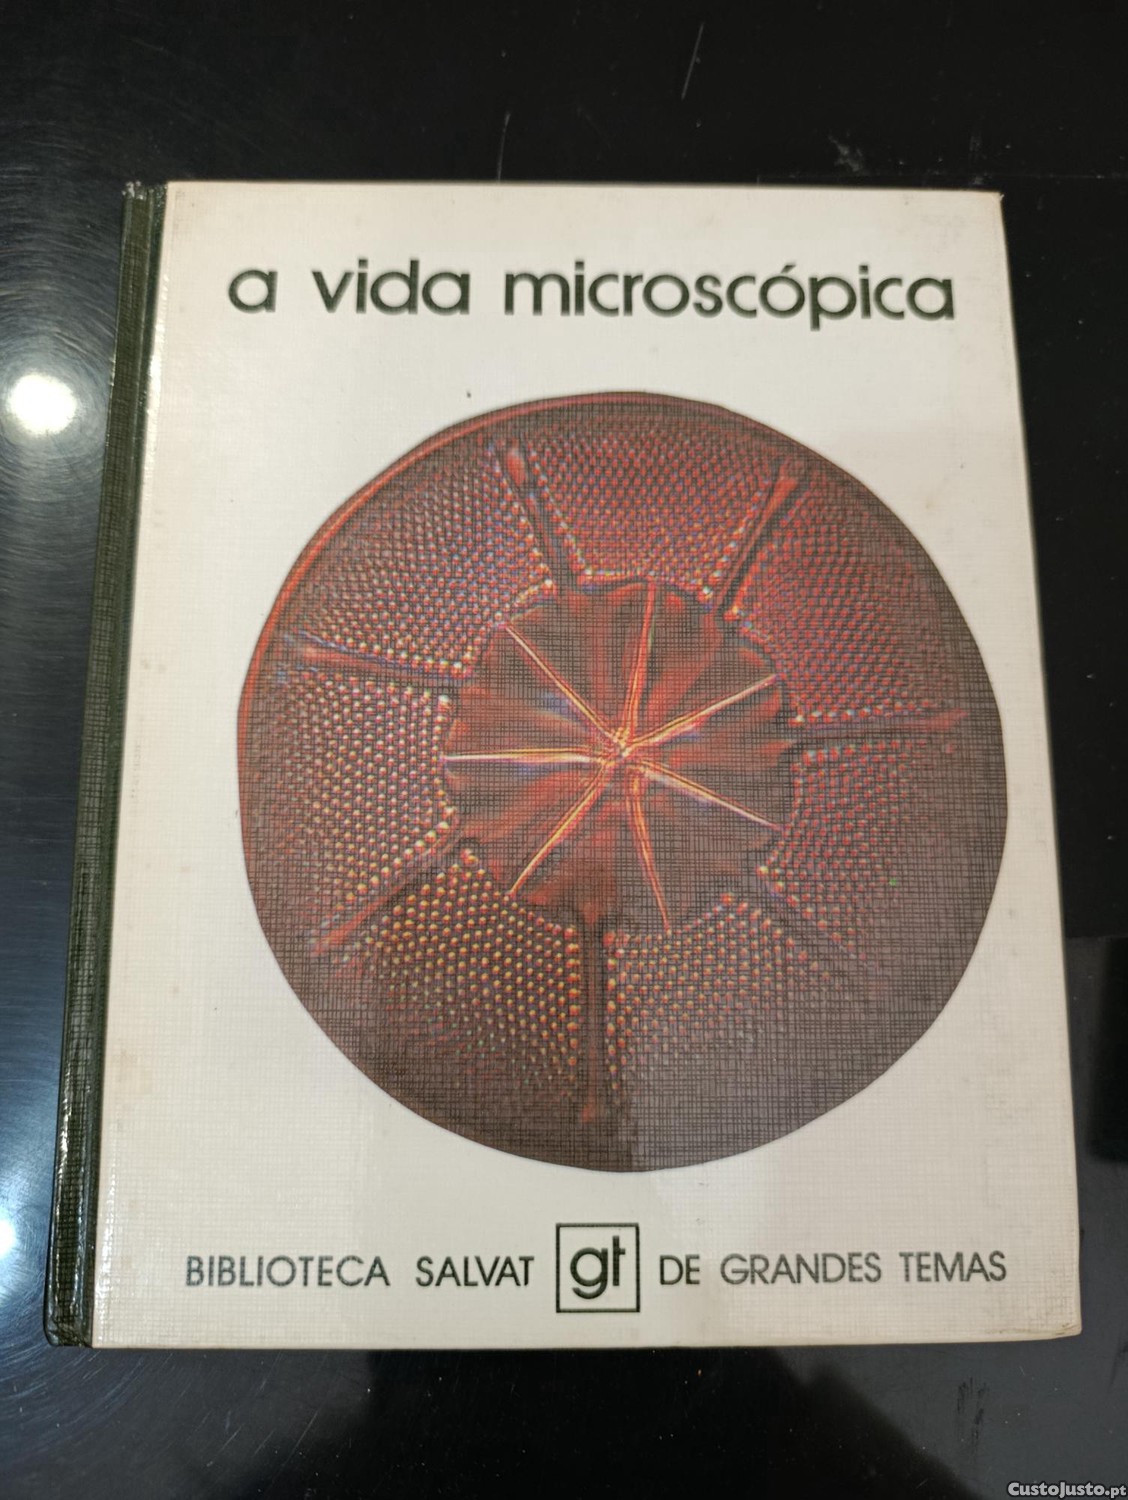 a vida microscópica
BIBLIOTECA SALVAT gt DE GRANDES TEMAS
CustoJusto.pt